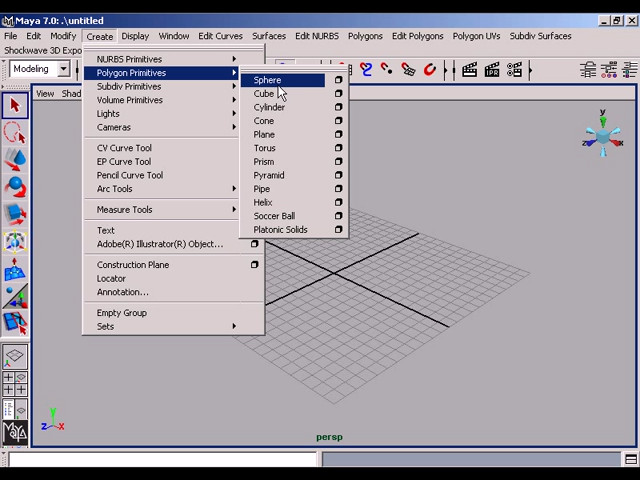 Maya 7.0: .\untitled
File Modify Create Display Window Edit Curves Surfaces Edit NURBS Polygons Edit Polygons Polygon UVs Subdiv Surfaces
Shockwave 3D Expo
Modeling
View Shad
NURBS Primitives
Polygon Primitives
Subdiv Primitives
Volume Primitives
Lights
Cameras
CV Curve Tool
EP Curve Tool
Pencil Curve Tool
Arc Tools
Measure Tools
Text
Adobe(R) Illustrator(R) Object...
Construction Plane
Locator
Annotation...
Empty Group
Sets
Sphere
Cube
Cylinder
Cone
Plane
Torus
Prism
Pyramid
Pipe
Helix
Soccer Ball
Platonic Solids
y
z x
IPR
y
z x
persp
MAYA